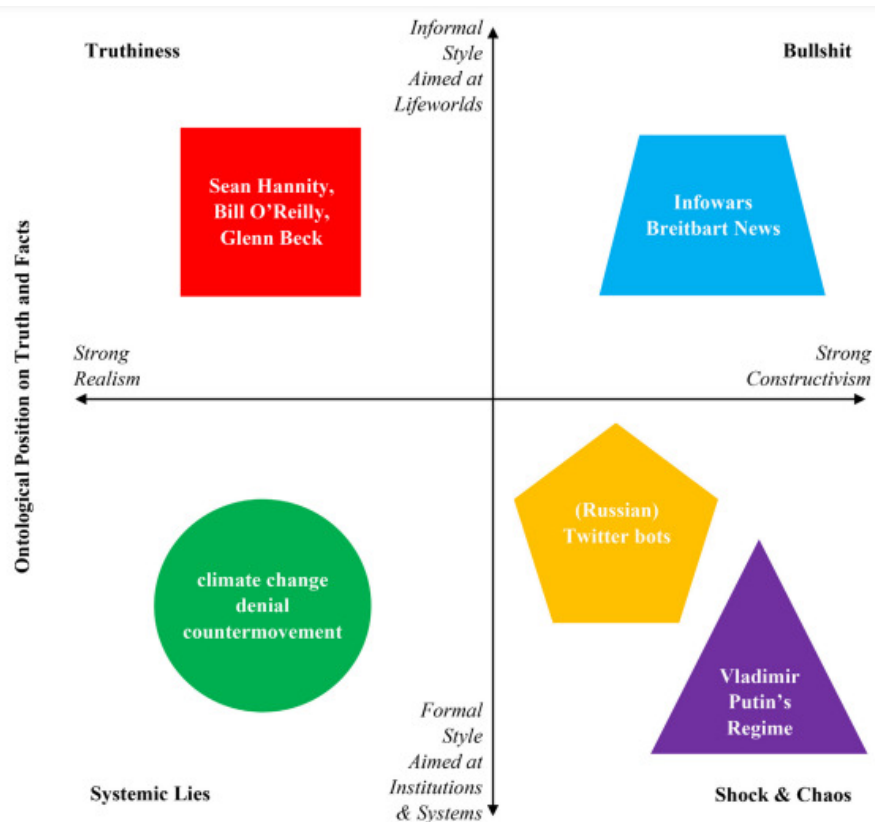 Truthiness
Informal
Style
Aimed at
Lifeworlds
Bullshit
Sean Hannity,
Bill O’Reilly,
Glenn Beck
Infowars
Breitbart News
Ontological Position on Truth and Facts
Strong
Realism
Strong
Constructivism
(Russian)
Twitter bots
climate change
denial
countermovement
Vladimir
Putin’s
Regime
Formal
Style
Aimed at
Institutions
& Systems
Systemic Lies
Shock & Chaos